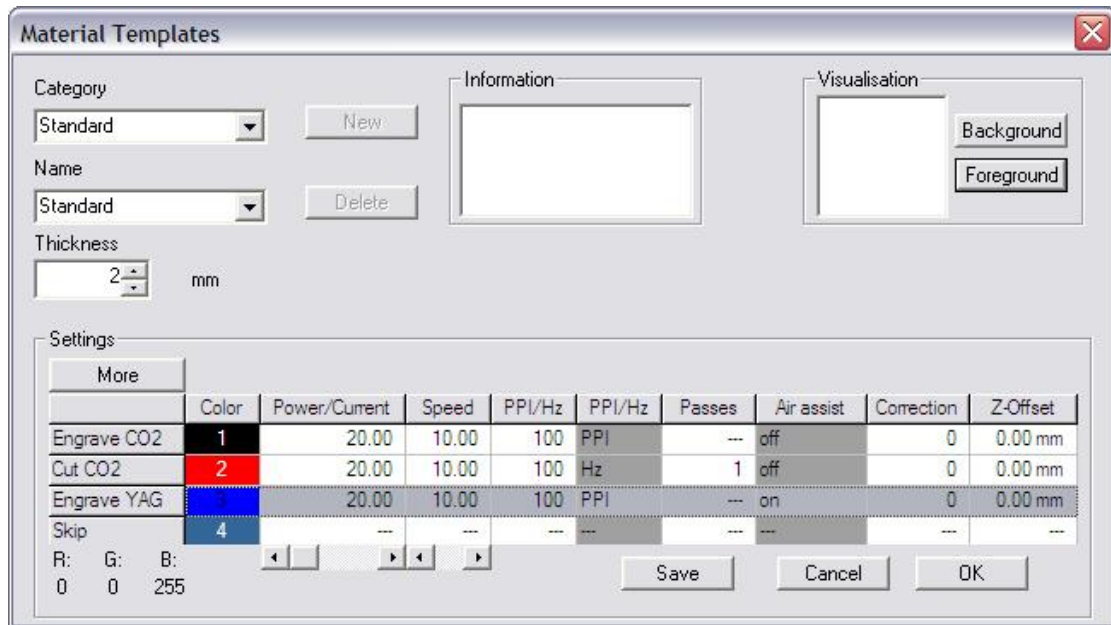 Material Templates
Category
Information
Visualisation
Standard
New
Background
Name
Foreground
Standard
Delete
Thickness
2 mm
Settings
More
Color Power/Current Speed PPI/Hz PPI/Hz Passes Air assist Correction Z-Offset
Engrave CO2 1 20.00 10.00 100 PPI --- off 0 0.00 mm
Cut CO2 2 20.00 10.00 100 Hz 1 off 0 0.00 mm
Engrave YAG 3 20.00 10.00 100 PPI --- on 0 0.00 mm
Skip 4 --- --- --- --- --- --- --- ---
R: G: B:
0 0 255
Save Cancel OK